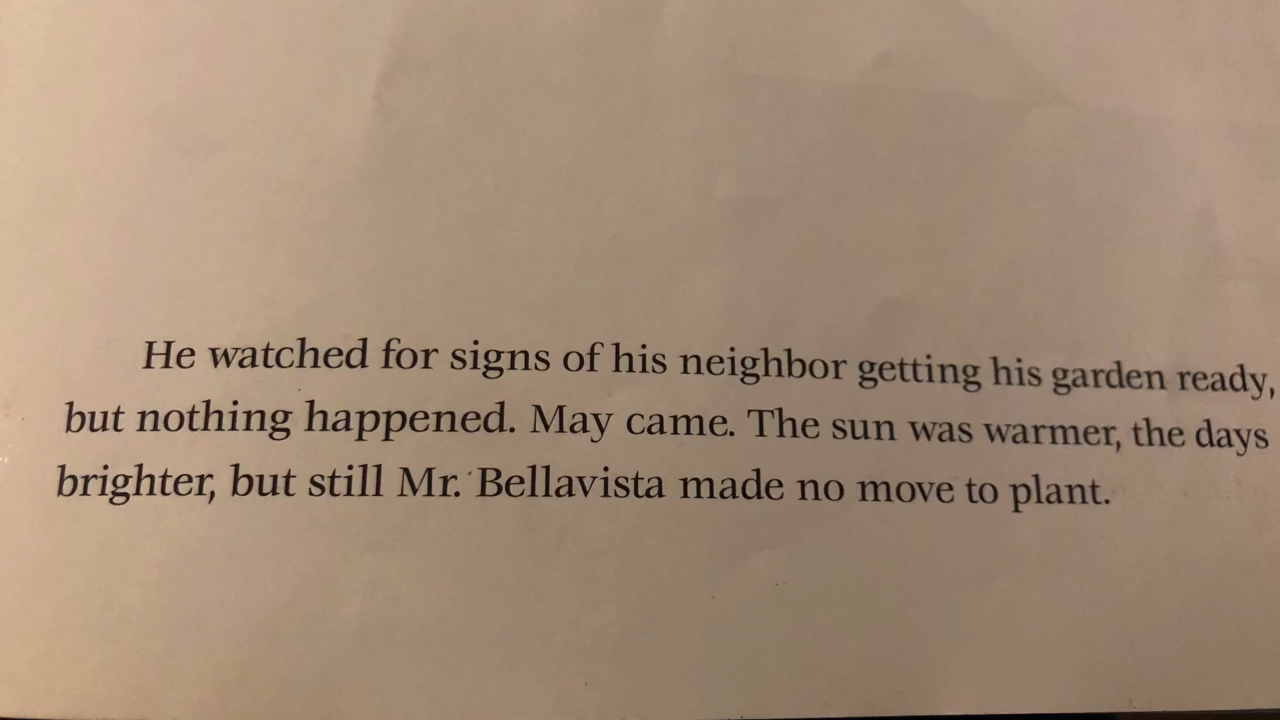 He watched for signs of his neighbor getting his garden ready,
but nothing happened. May came. The sun was warmer, the days
brighter, but still Mr. Bellavista made no move to plant.